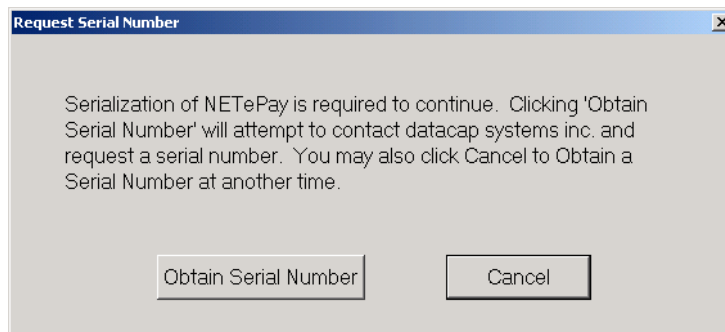 Request Serial Number
Serialization of NETePay is required to continue.  Clicking 'Obtain
Serial Number' will attempt to contact datacap systems inc. and
request a serial number.  You may also click Cancel to Obtain a
Serial Number at another time.
Obtain Serial Number
Cancel